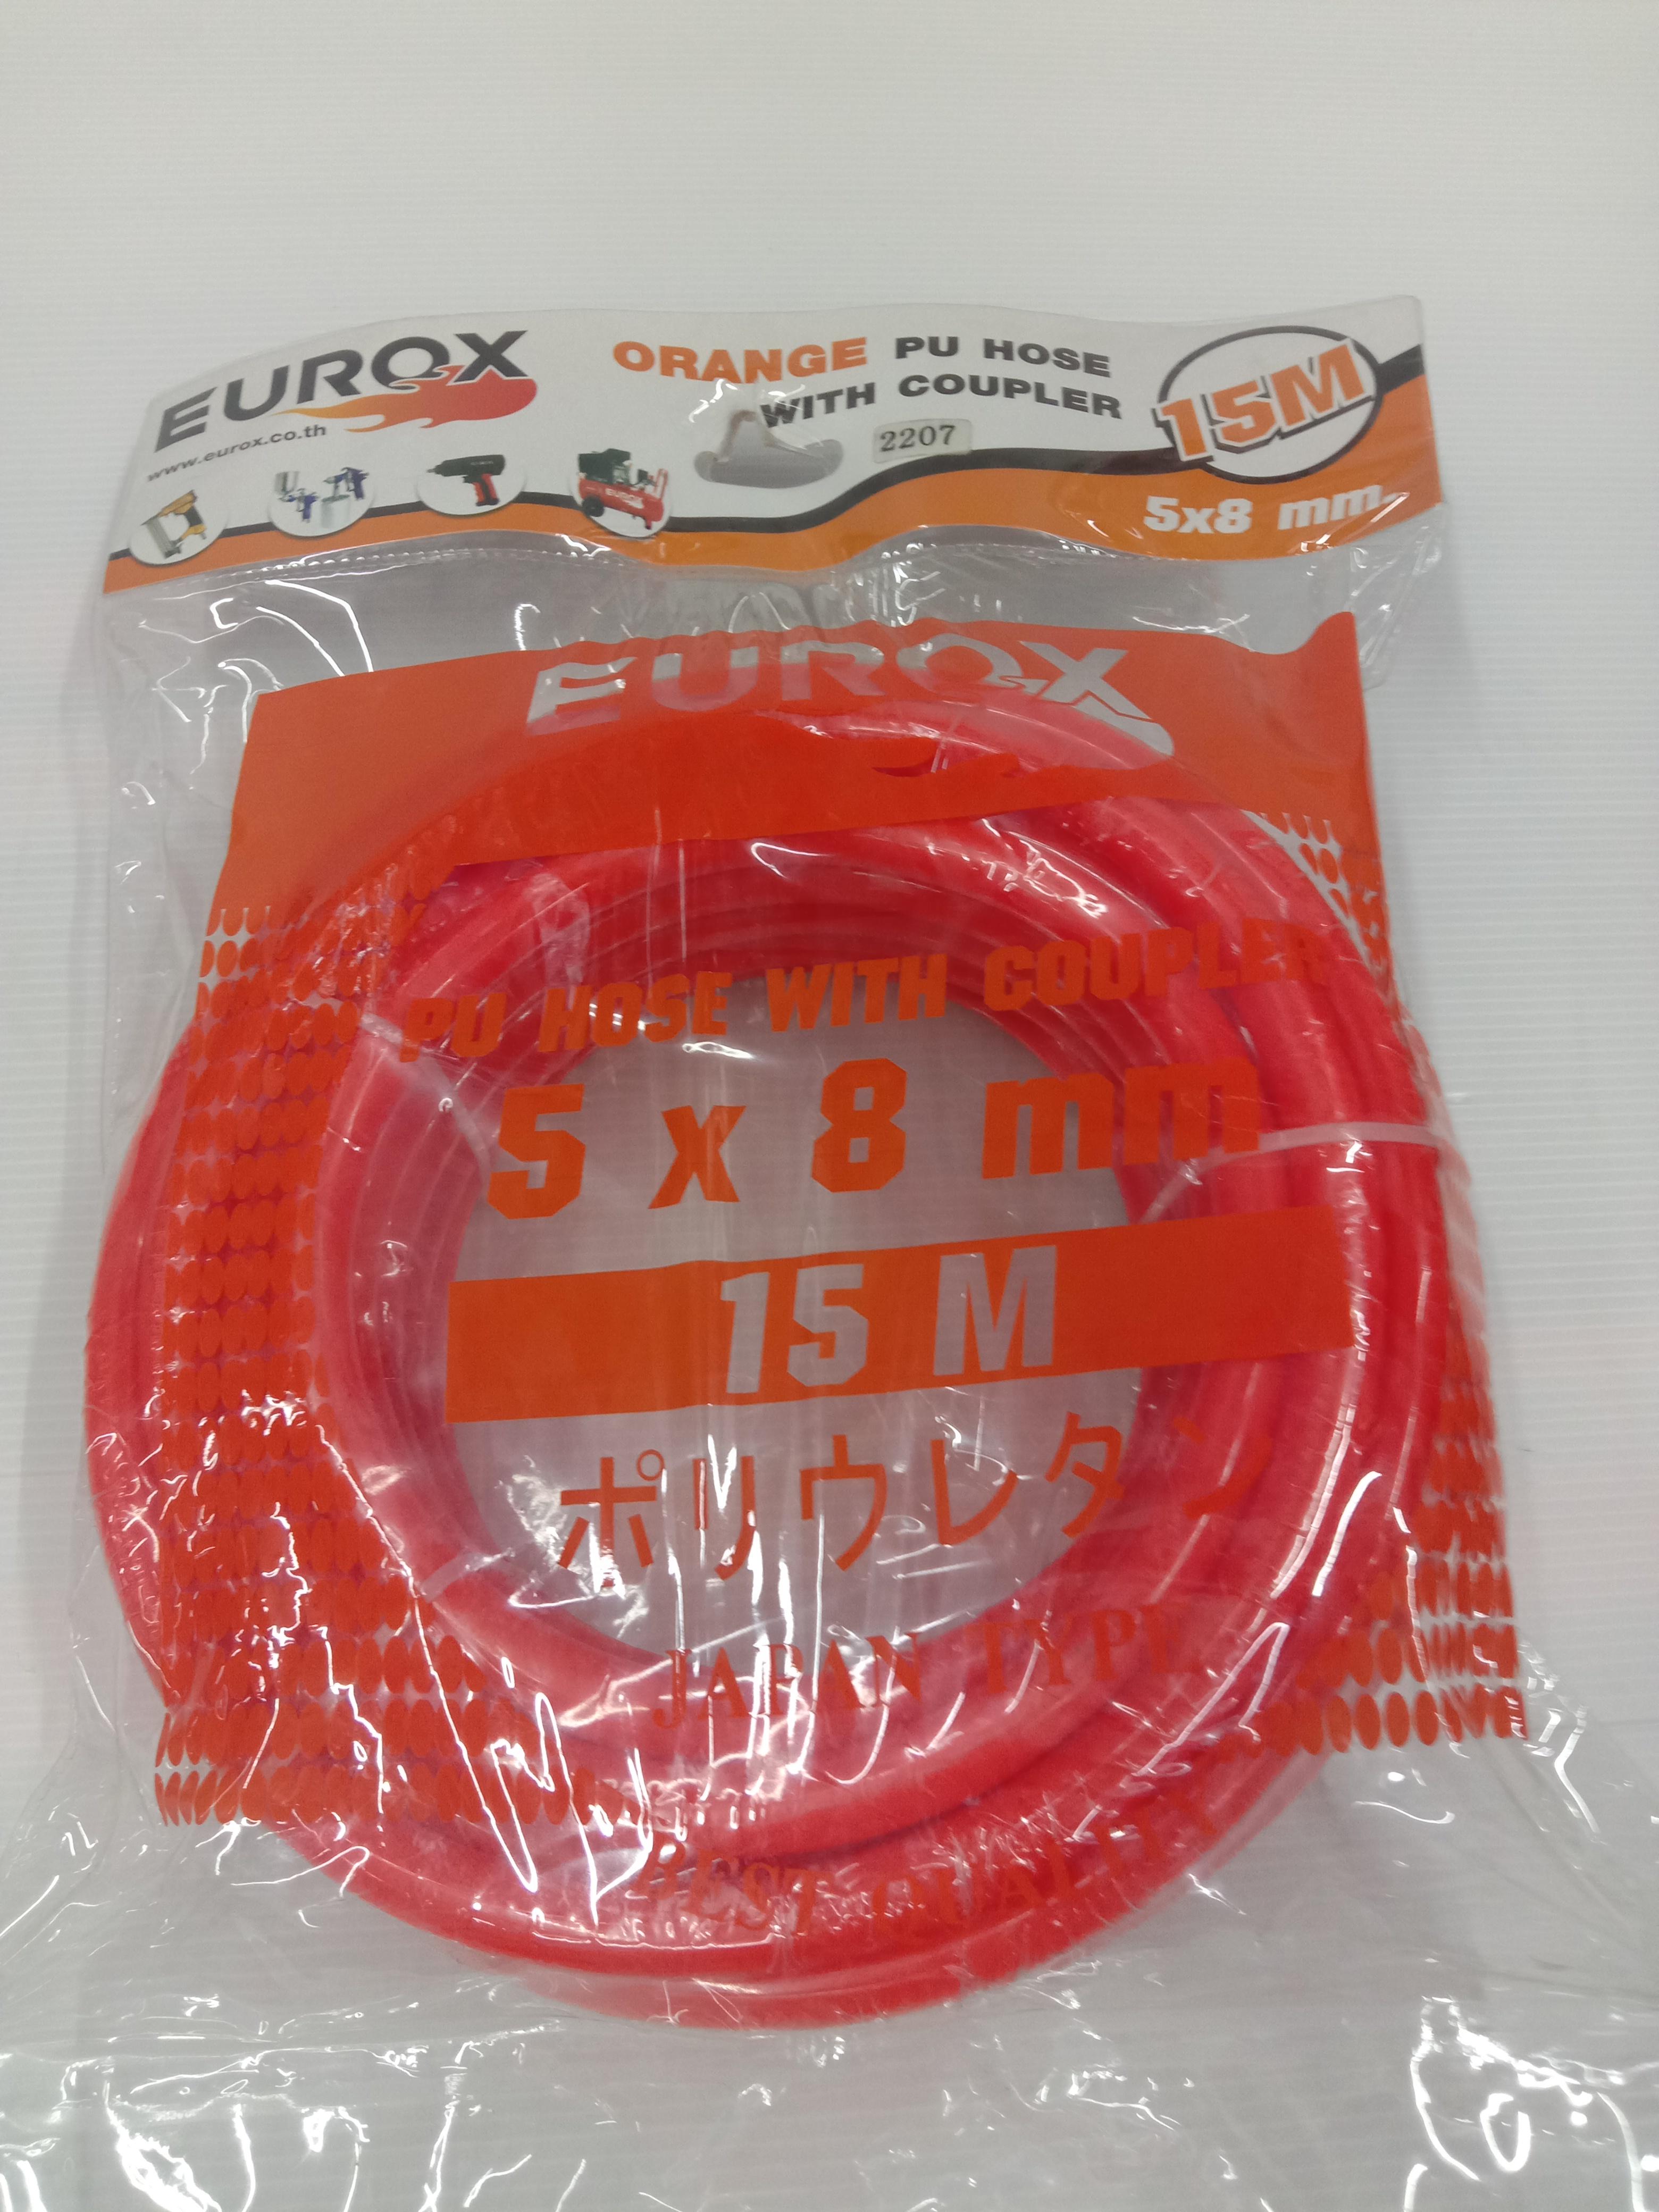 EUROX
www.eurox.co.th
ORANGE PU HOSE
WITH COUPLER
2207
15M
5x8 mm.
EUROX
EUROX
PU HOSE WITH COUPLER
5 x 8 mm
15 M
ポリウレタン
JAPAN TYPE
BEST QUALITY